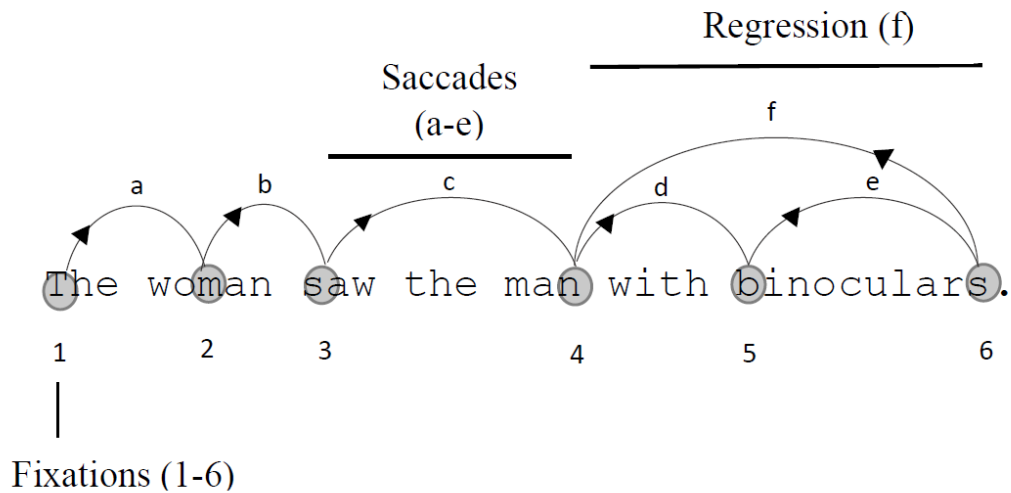 Regression (f)
Saccades
(a-e)
f
a b c d e
The woman saw the man with binoculars.
1 2 3 4 5 6
Fixations (1-6)